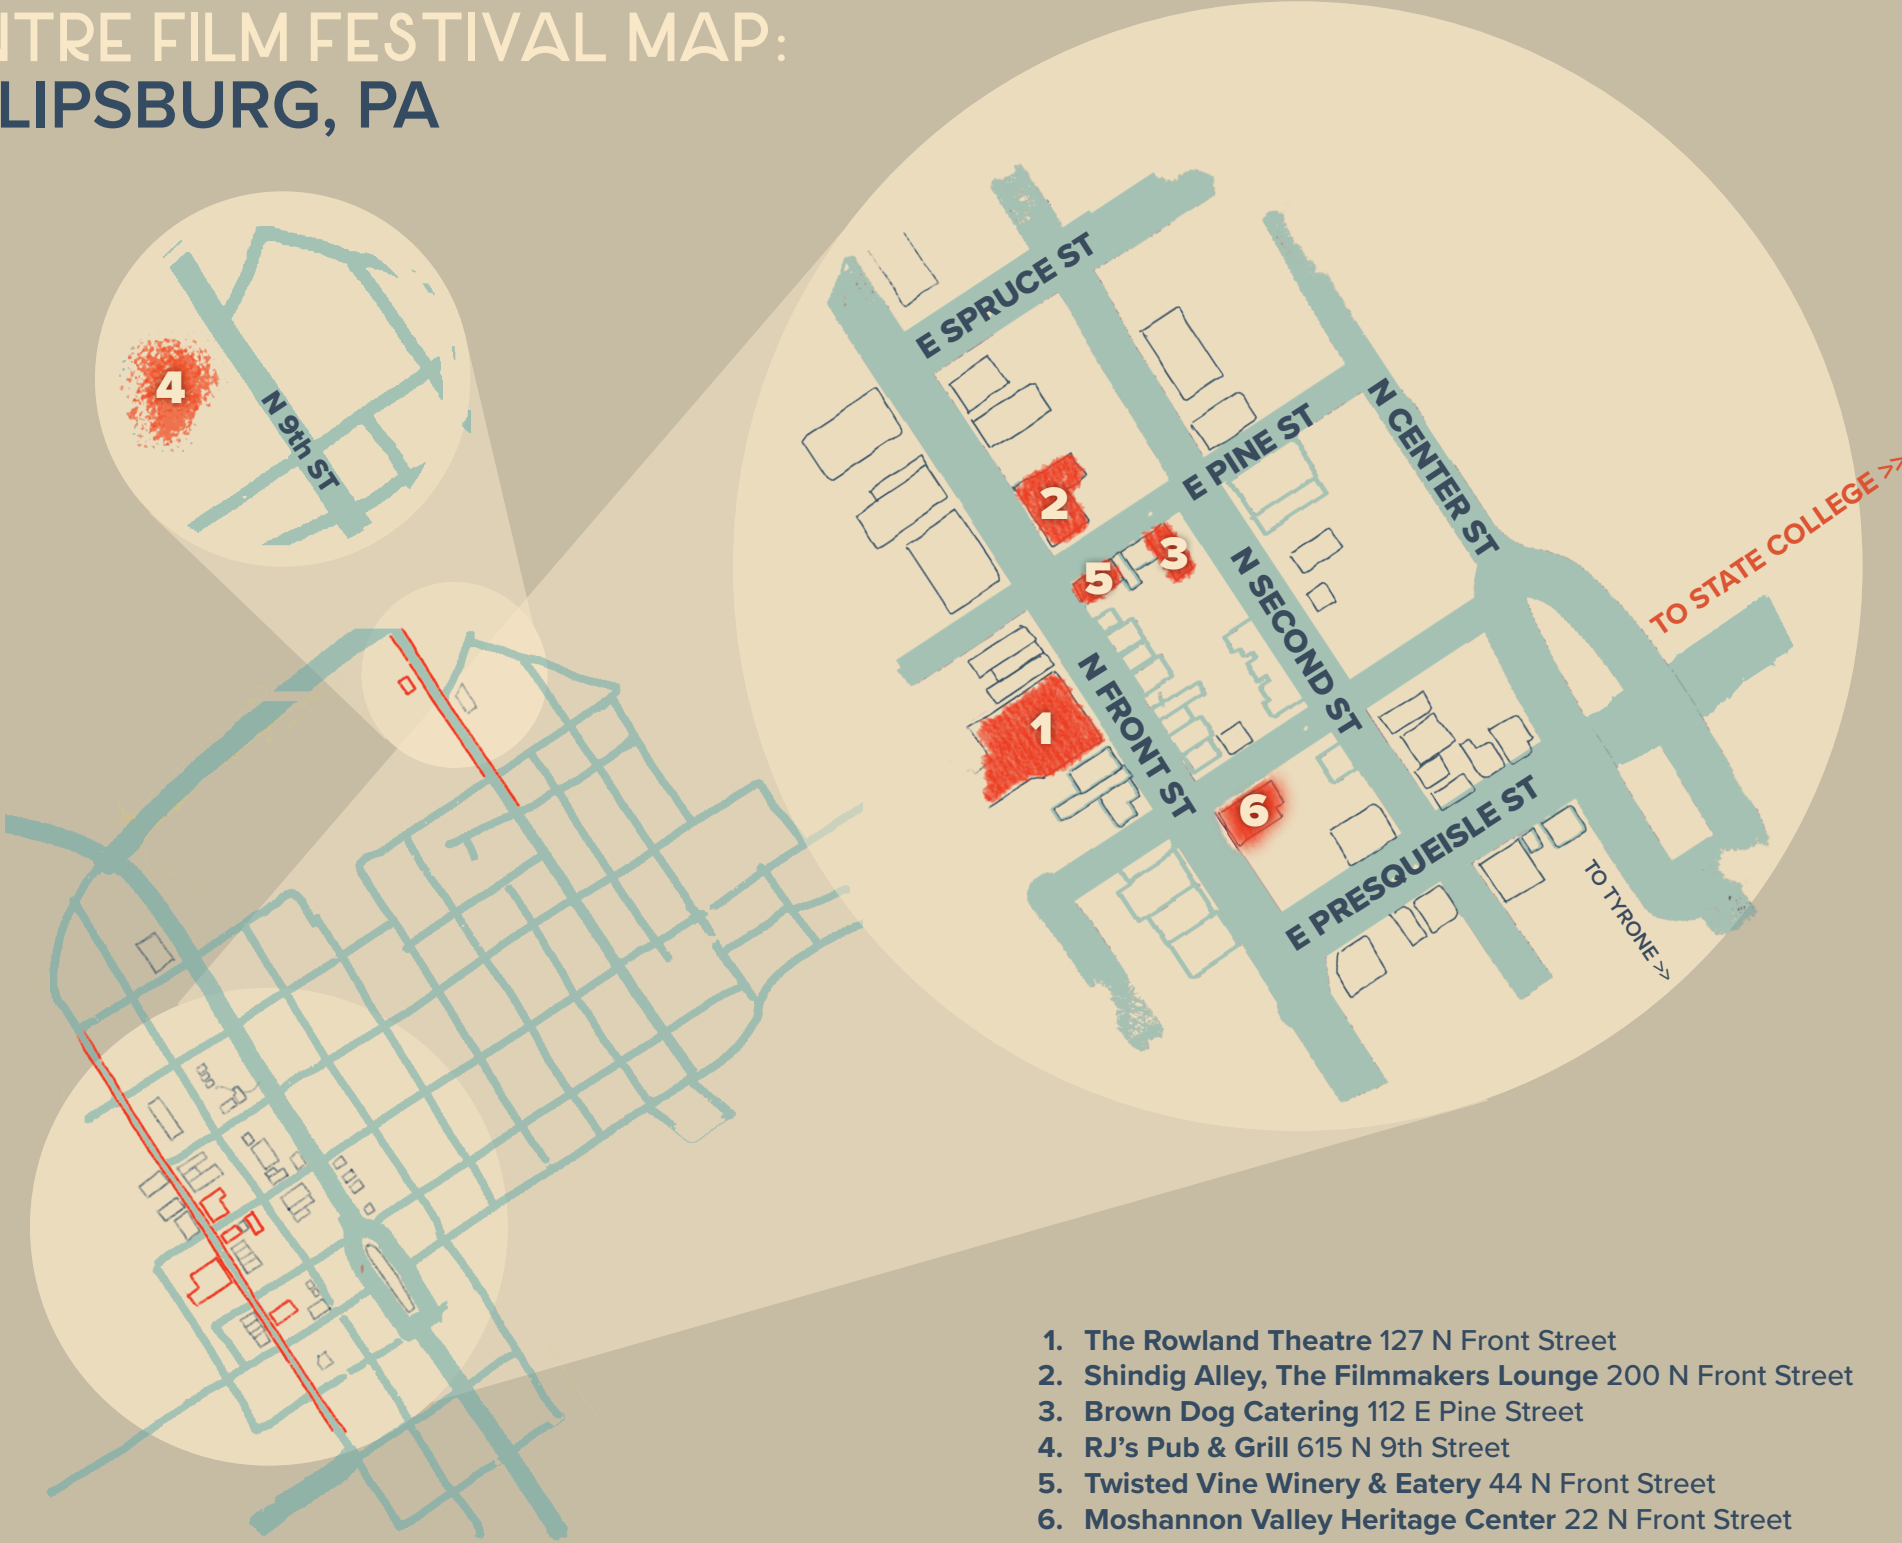 NTRE FILM FESTIVAL MAP:
LIPSBURG, PA
4
N 9th ST
E SPRUCE ST
E PINE ST
N CENTER ST
TO STATE COLLEGE >>
2
3
5
N SECOND ST
N FRONT ST
1
6
E PRESQUEISLE ST
TO TYRONE >>
1. The Rowland Theatre 127 N Front Street
2. Shindig Alley, The Filmmakers Lounge 200 N Front Street
3. Brown Dog Catering 112 E Pine Street
4. RJ's Pub & Grill 615 N 9th Street
5. Twisted Vine Winery & Eatery 44 N Front Street
6. Moshannon Valley Heritage Center 22 N Front Street